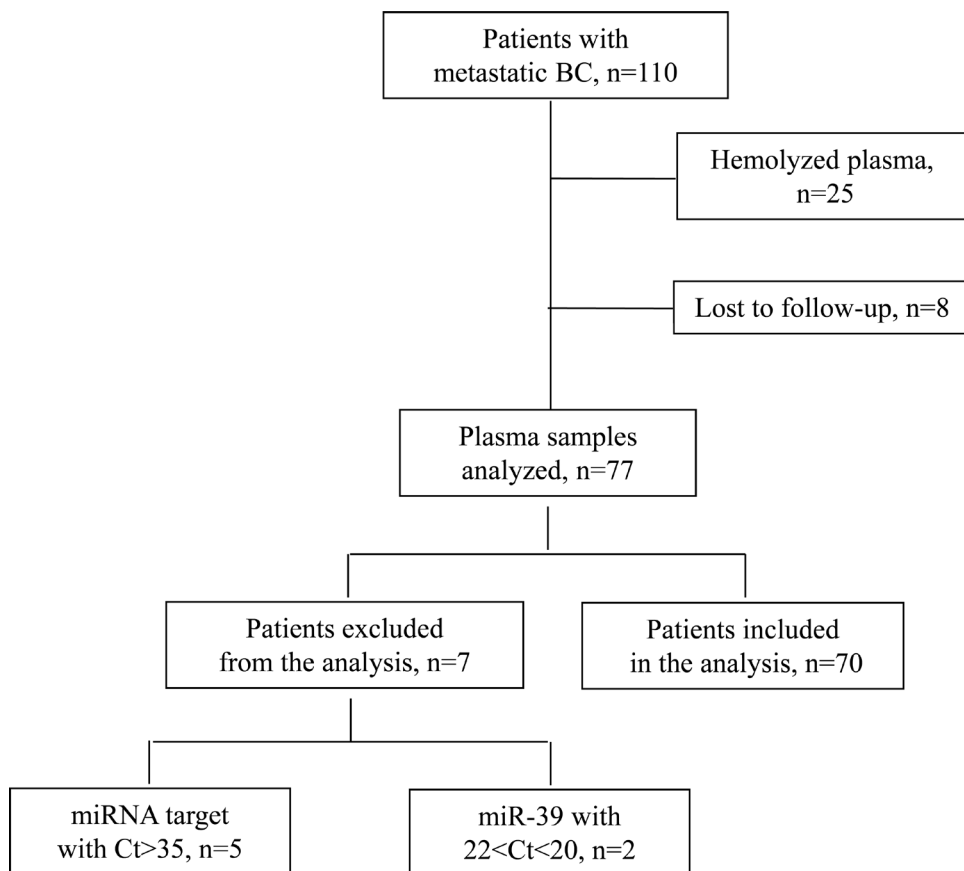 Patients with
metastatic BC, n=110
Hemolyzed plasma,
n=25
Lost to follow-up, n=8
Plasma samples
analyzed, n=77
Patients excluded
from the analysis, n=7
Patients included
in the analysis, n=70
miRNA target
with Ct>35, n=5
miR-39 with
22<Ct<20, n=2